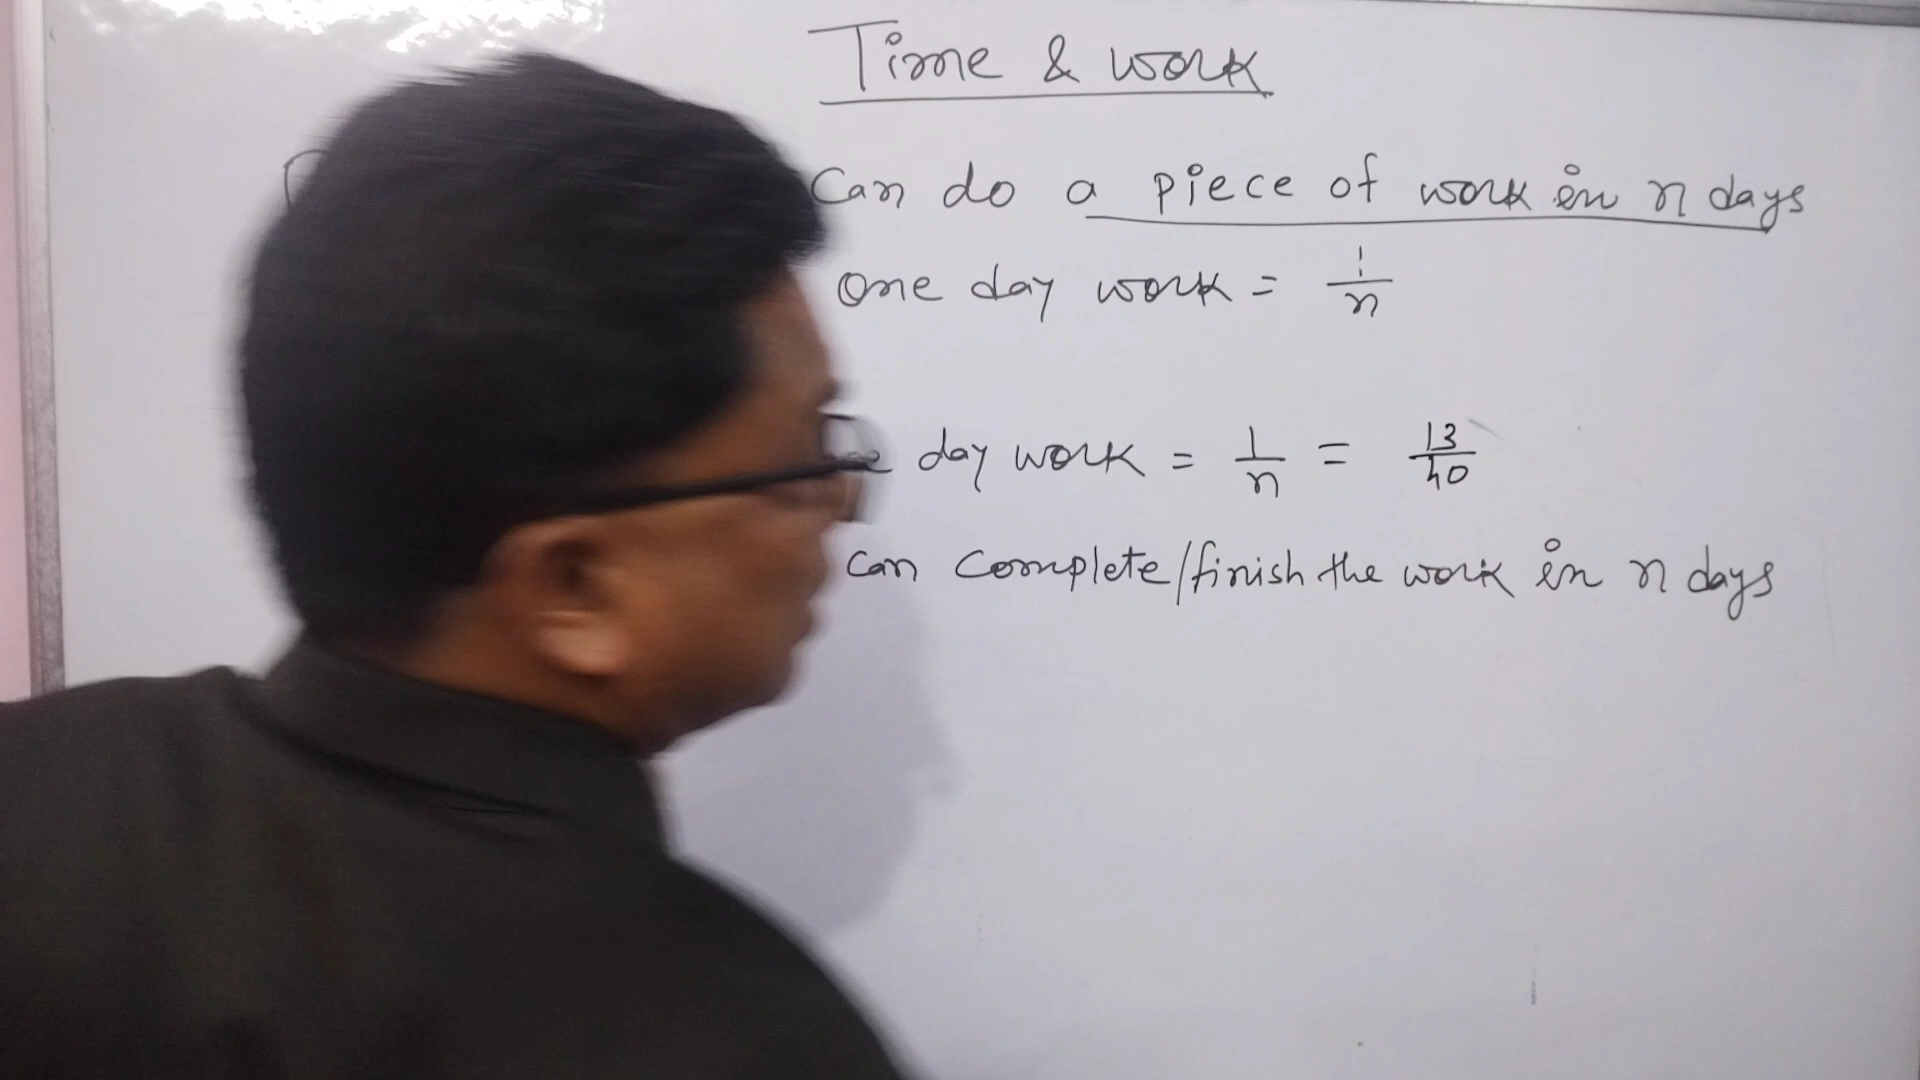 Time & work
can do a piece of work in n days
one day work = 1/n
day work = 1/n = 13/40
can complete/finish the work in n days